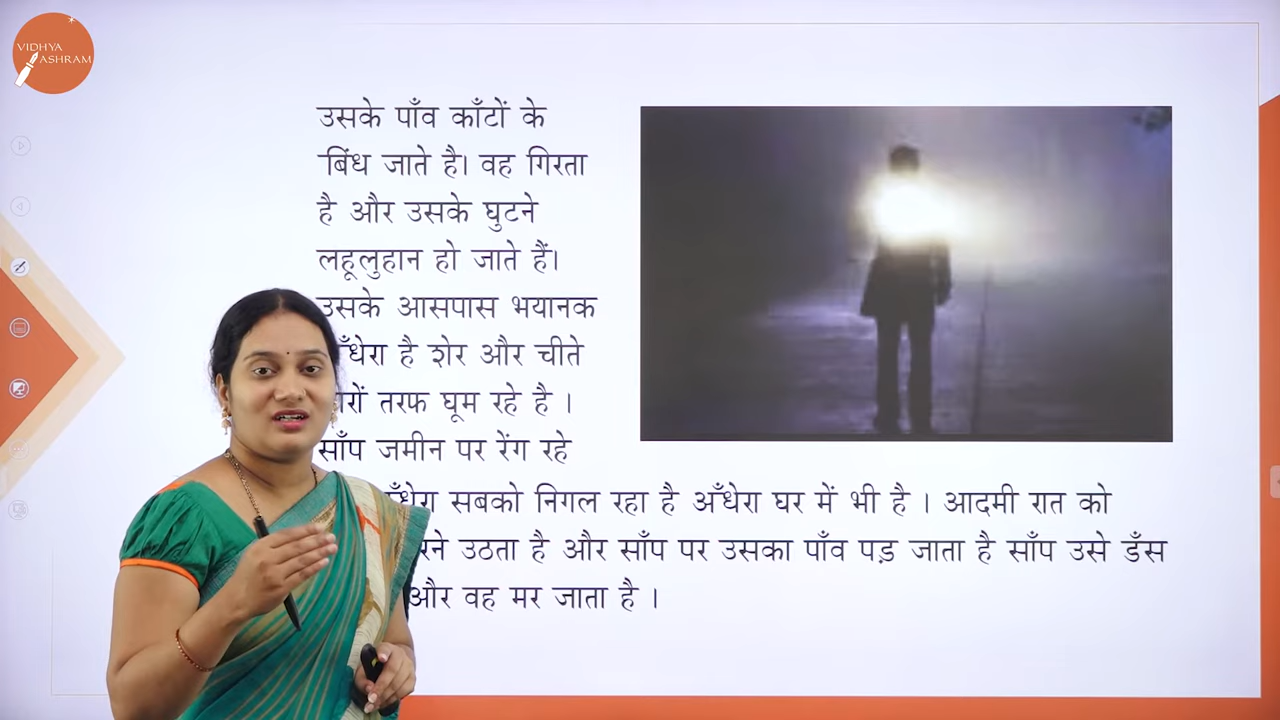 VIDHYA
ASHRAM
उसके पाँव काँटों के
बिंध जाते है। वह गिरता
है और उसके घुटने
लहूलुहान हो जाते हैं।
उसके आसपास भयानक
है शेर और चीते
तरफ घूम रहे है ।
साँप जमीन पर रेंग रहे
सबको निगल रहा है अँधेरा घर में भी है । आदमी रात को
उठता है और साँप पर उसका पाँव पड़ जाता है साँप उसे डँस
और वह मर जाता है ।